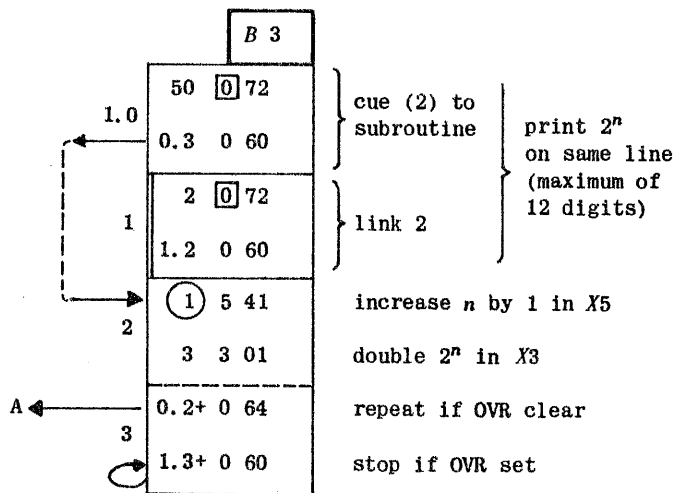 B 3
50 0 72 cue (2) to
1.0 subroutine print 2ⁿ
0.3 0 60 on same line
(maximum of
2 0 72 12 digits)
1 link 2
1.2 0 60
1 5 41 increase n by 1 in X5
2
3 3 01 double 2ⁿ in X3
A 0.2+ 0 64 repeat if OVR clear
3
1.3+ 0 60 stop if OVR set